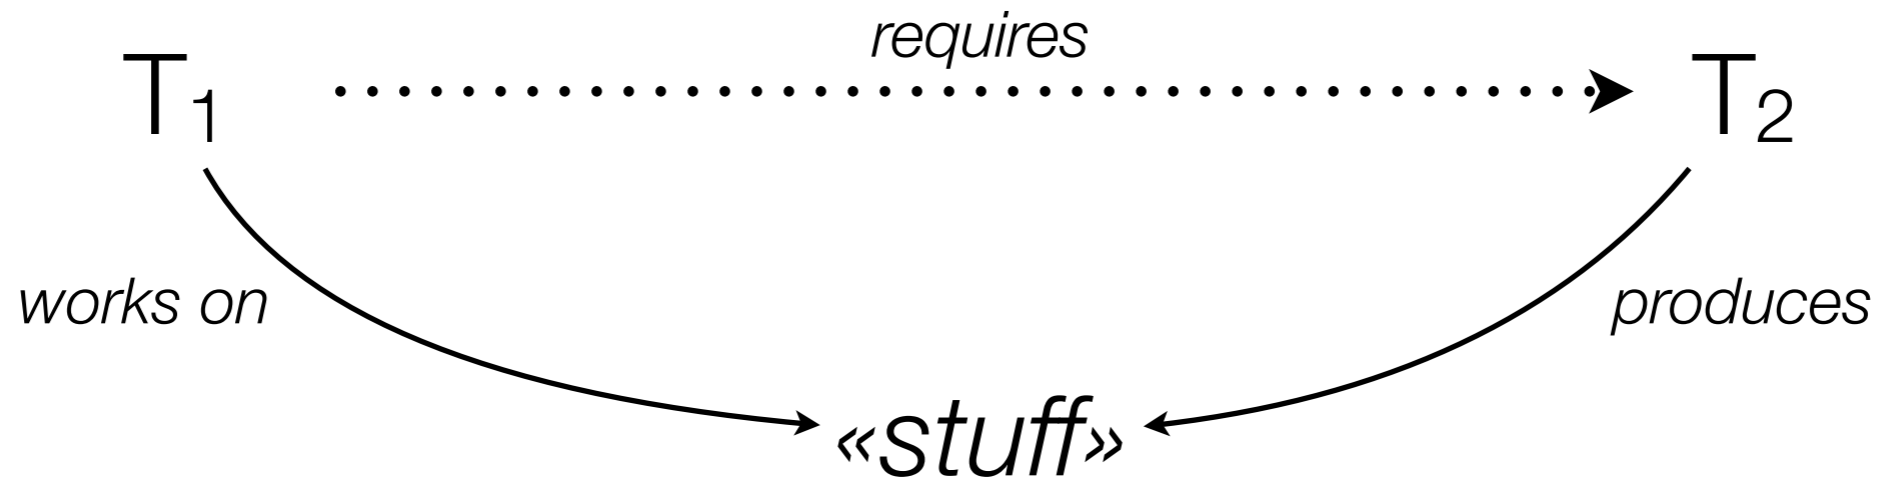 requires
T₁
T₂
works on
produces
«stuff»